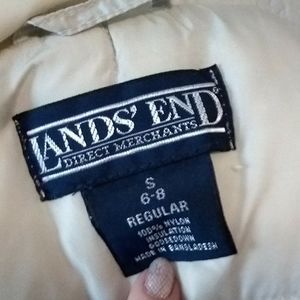 LANDS' END
DIRECT MERCHANTS
S
6-8
REGULAR
100% NYLON
INSULATION
GOOSEDOWN
MADE IN BANGLADESH